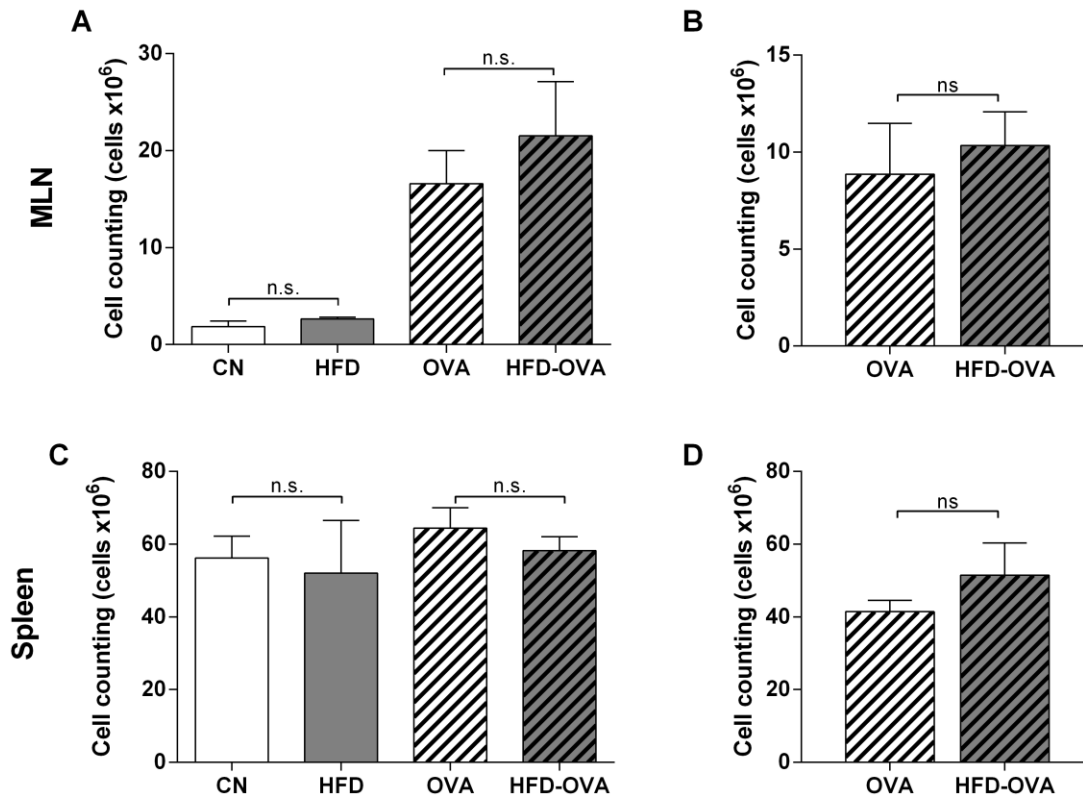 A
MLN
Cell counting (cells x10⁶)
30
20
10
0
n.s.
n.s.
CN HFD OVA HFD-OVA
B
Cell counting (cells x10⁶)
15
10
5
0
ns
OVA HFD-OVA
C
Spleen
Cell counting (cells x10⁶)
80
60
40
20
0
n.s.
n.s.
CN HFD OVA HFD-OVA
D
Cell counting (cells x10⁶)
80
60
40
20
0
ns
OVA HFD-OVA